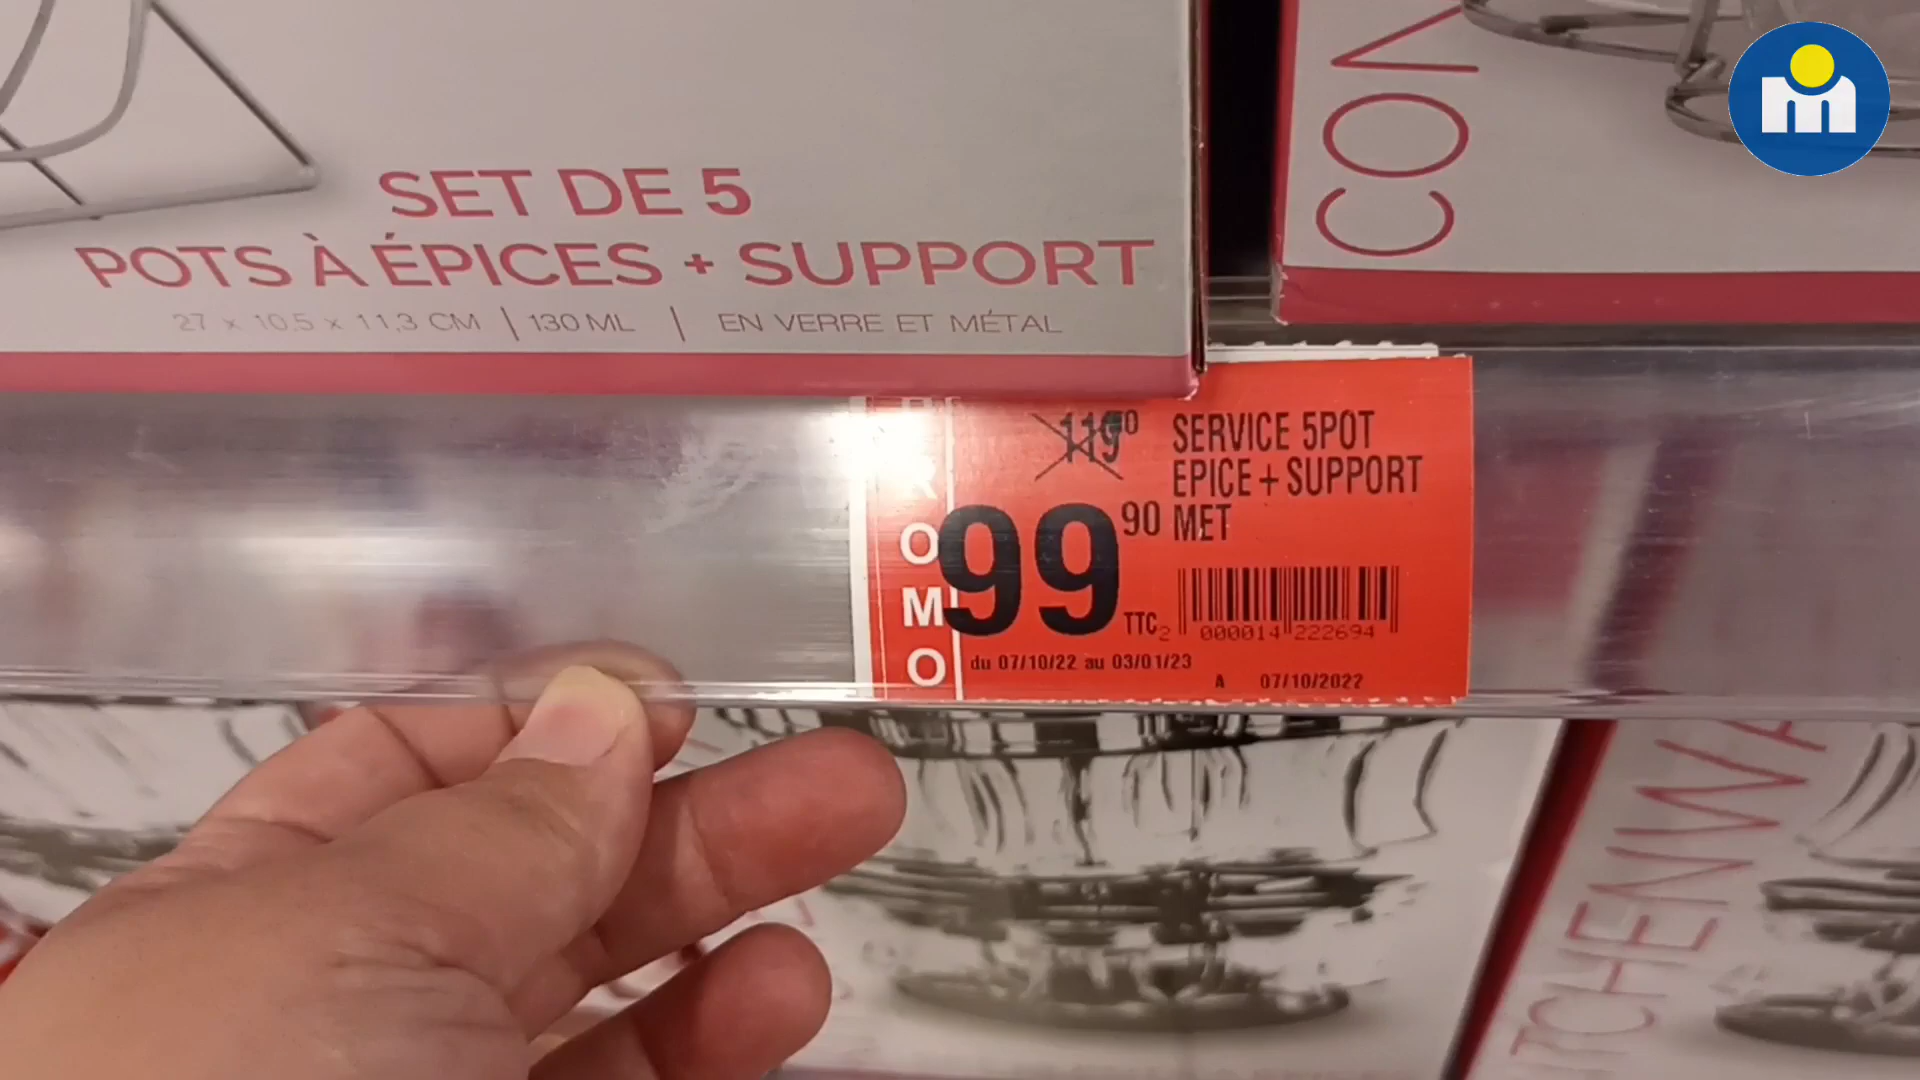 SET DE 5
POTS À ÉPICES + SUPPORT
27 x 10,5 x 11,3 CM | 130 ML | EN VERRE ET MÉTAL
CON
PROMO
119
SERVICE 5POT
EPICE + SUPPORT
MET
99 90
TTC 2
000014 222694
du 07/10/22 au 03/01/23
A 07/10/2022
m